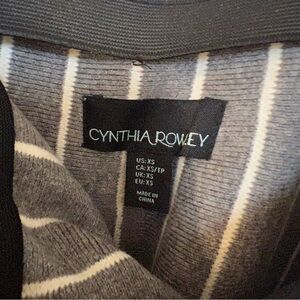 CYNTHIA ROWLEY
US: XS
CA: XS/TP
UK: XS
EU: XS
MADE IN
CHINA